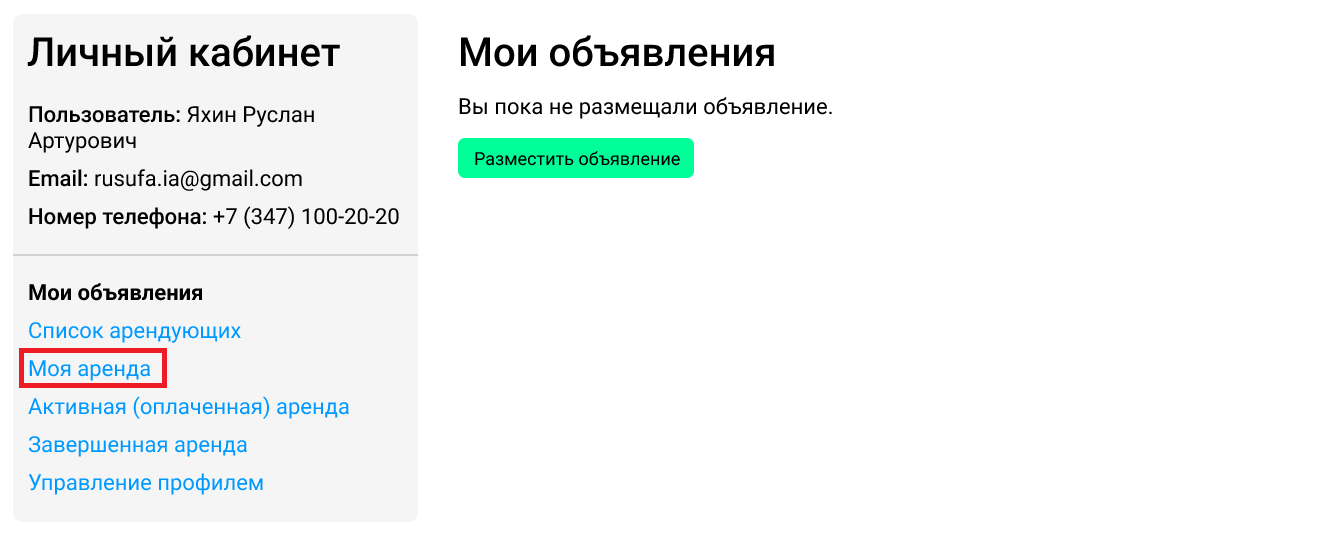 Личный кабинет
Пользователь: Яхин Руслан
Артурович
Email: rusufa.ia@gmail.com
Номер телефона: +7 (347) 100-20-20
Мои объявления
Список арендующих
Моя аренда
Активная (оплаченная) аренда
Завершенная аренда
Управление профилем
Мои объявления
Вы пока не размещали объявление.
Разместить объявление